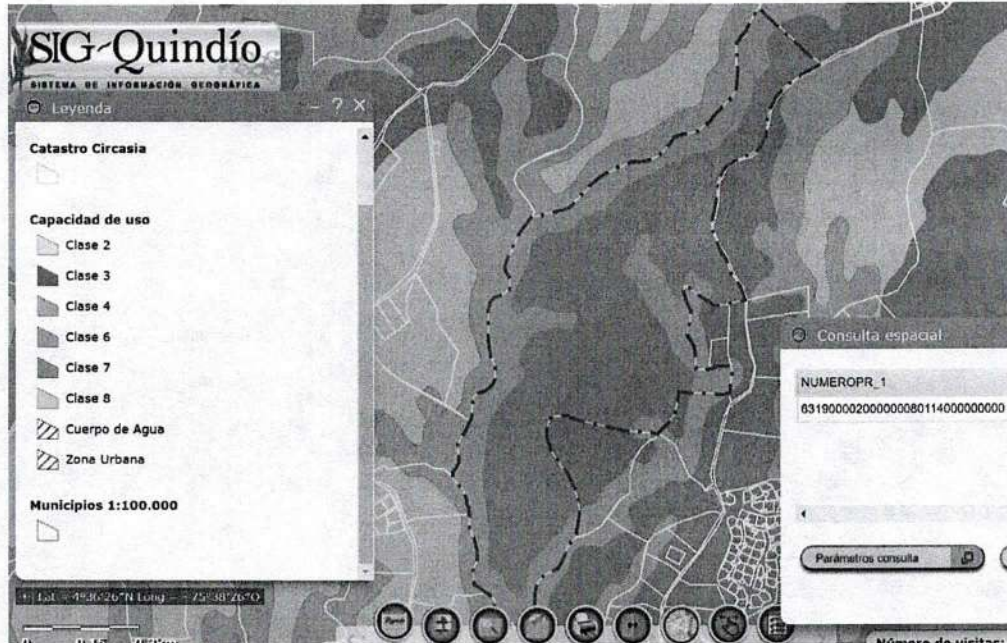 SIG-Quindío
SISTEMA DE INFORMACIÓN GEOGRÁFICA
Leyenda
– ? X
Catastro Circasia
Capacidad de uso
Clase 2
Clase 3
Clase 4
Clase 6
Clase 7
Clase 8
Cuerpo de Agua
Zona Urbana
Municipios 1:100.000
Consulta espacial
NUMEROPR_1
Parámetros consulta
Número de visitas